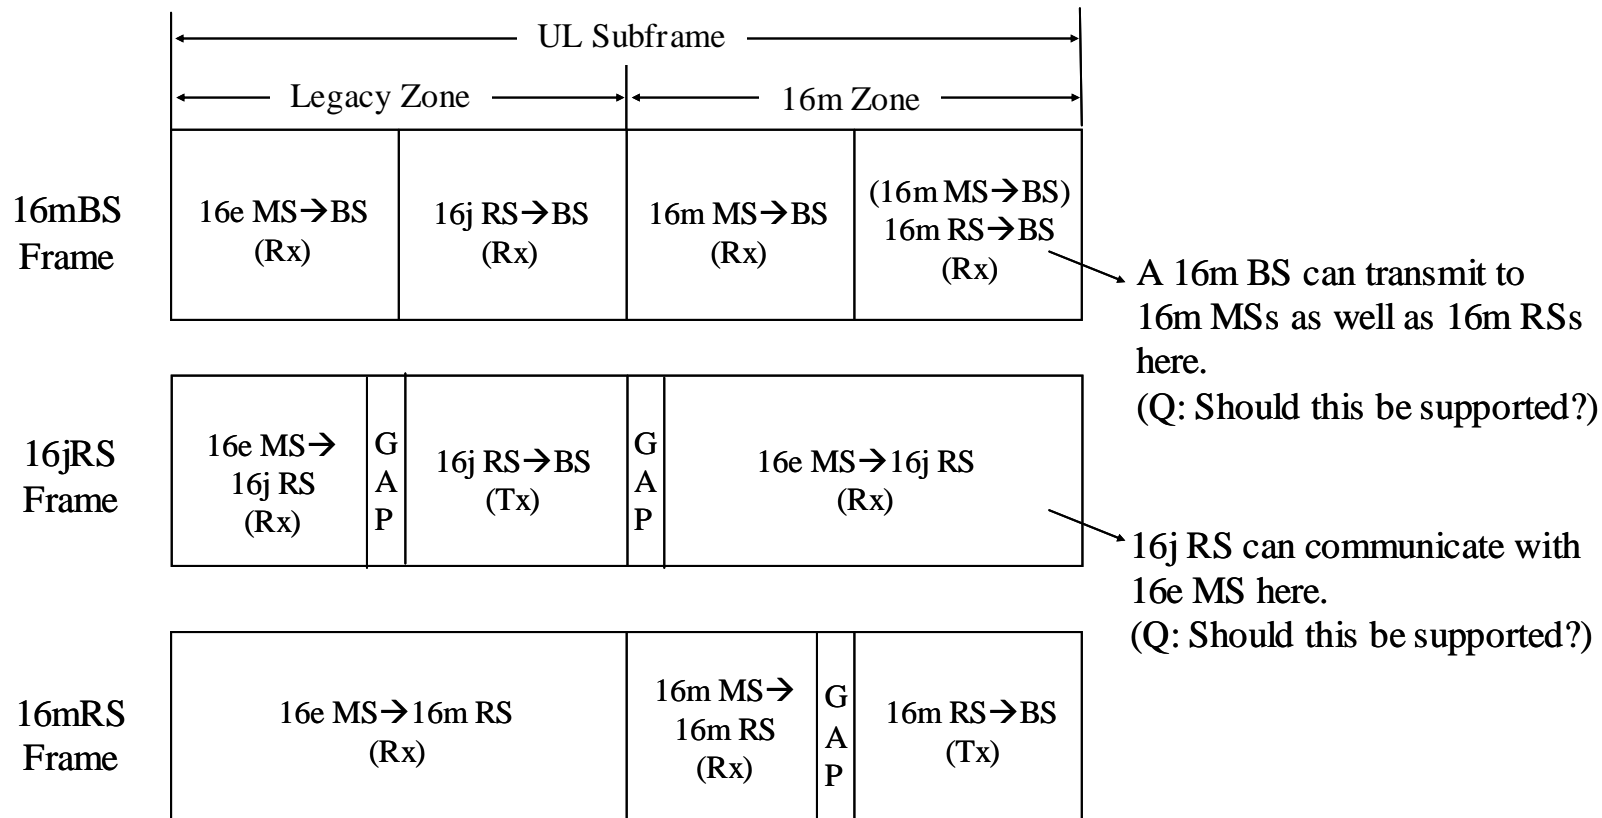 UL Subframe
Legacy Zone
16m Zone
16mBS
Frame
16e MS→BS
(Rx)
16j RS→BS
(Rx)
16m MS→BS
(Rx)
(16m MS→BS)
16m RS→BS
(Rx)
A 16m BS can transmit to
16m MSs as well as 16m RSs
here.
(Q: Should this be supported?)
16jRS
Frame
16e MS→
16j RS
(Rx)
G
A
P
16j RS→BS
(Tx)
G
A
P
16e MS→16j RS
(Rx)
16j RS can communicate with
16e MS here.
(Q: Should this be supported?)
16mRS
Frame
16e MS→16m RS
(Rx)
16m MS→
16m RS
(Rx)
G
A
P
16m RS→BS
(Tx)